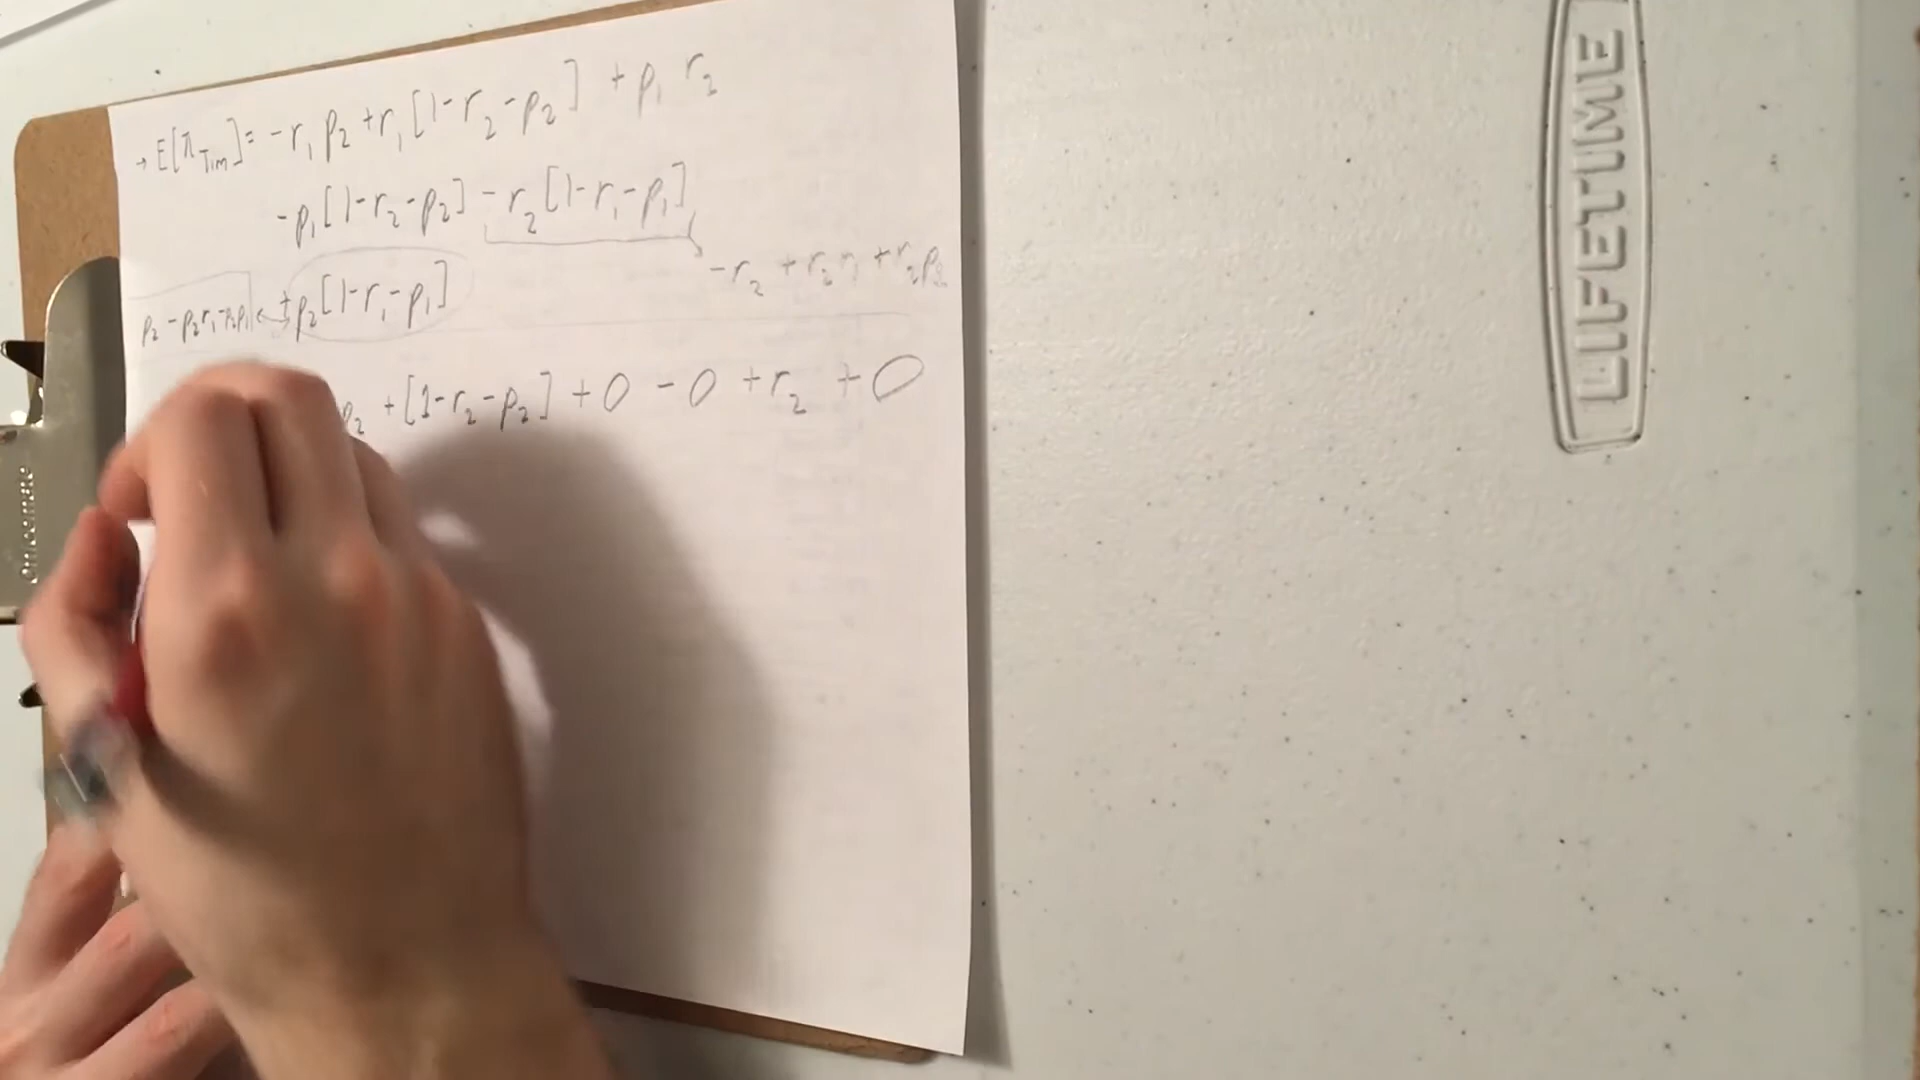 → E[π_Tim] = -r₁p₂ + r₁[1-r₂-p₂] + p₁r₂
-p₁[1-r₂-p₂] - r₂[1-r₁-p₁]
-r₂ + r₂r₁ + r₂p₁
p₂ - p₂r₁ - p₂p₁ ← + p₂[1-r₁-p₁]
p₂ + [1-r₂-p₂] + 0 - 0 + r₂ + 0
LIFETIME
Officemate